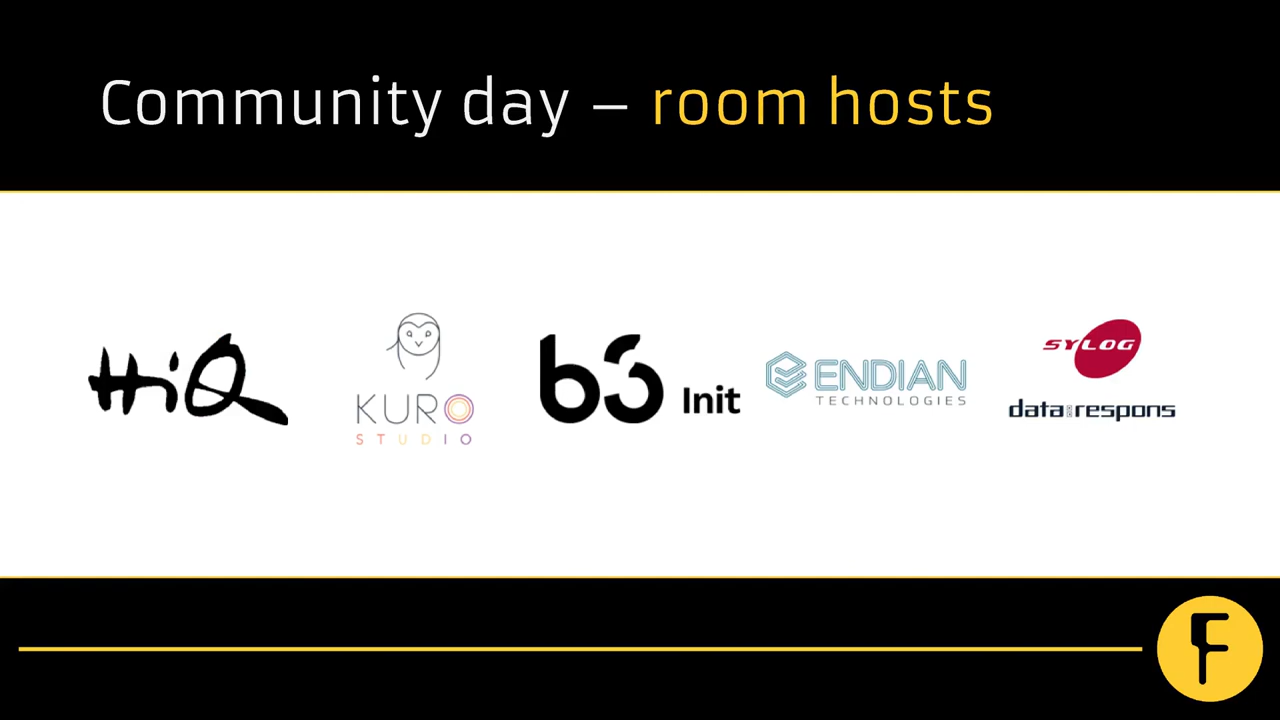 Community day – room hosts
HiQ
KURO
STUDIO
b3 Init
ENDIAN
TECHNOLOGIES
SYLOG
data respons
F